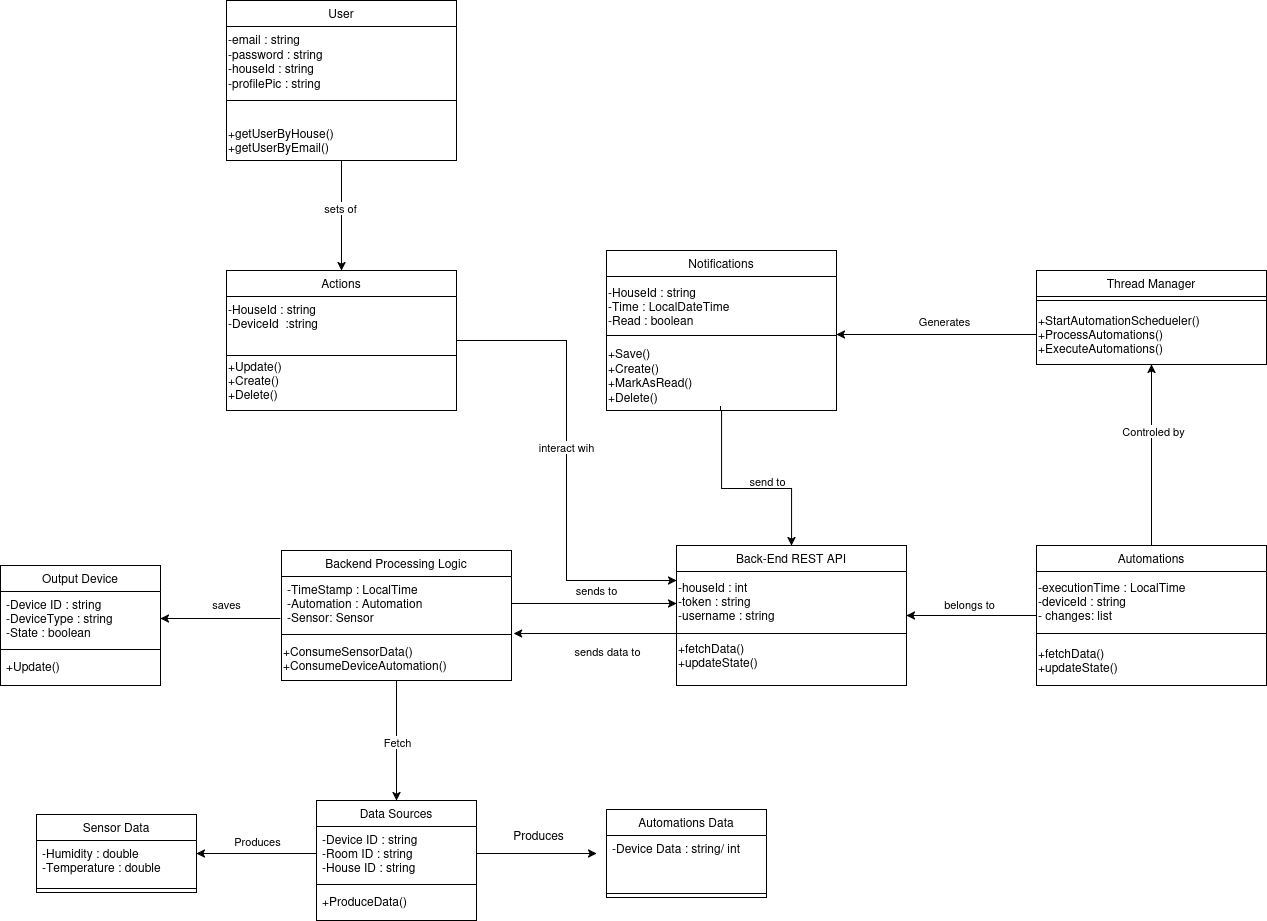 User
-email : string
-password : string
-houseId : string
-profilePic : string
+getUserByHouse()
+getUserByEmail()
sets of
Actions
-HouseId : string
-DeviceId  :string
+Update()
+Create()
+Delete()
Notifications
-HouseId : string
-Time : LocalDateTime
-Read : boolean
+Save()
+Create()
+MarkAsRead()
+Delete()
Generates
Thread Manager
+StartAutomationSchedueler()
+ProcessAutomations()
+ExecuteAutomations()
Controled by
interact wih
send to
Output Device
-Device ID : string
-DeviceType : string
-State : boolean
+Update()
saves
Backend Processing Logic
-TimeStamp : LocalTime
-Automation : Automation
-Sensor: Sensor
+ConsumeSensorData()
+ConsumeDeviceAutomation()
sends to
sends data to
Back-End REST API
-houseId : int
-token : string
-username : string
+fetchData()
+updateState()
belongs to
Automations
-executionTime : LocalTime
-deviceId : string
- changes: list
+fetchData()
+updateState()
Fetch
Sensor Data
-Humidity : double
-Temperature : double
Produces
Data Sources
-Device ID : string
-Room ID : string
-House ID : string
+ProduceData()
Produces
Automations Data
-Device Data : string/ int